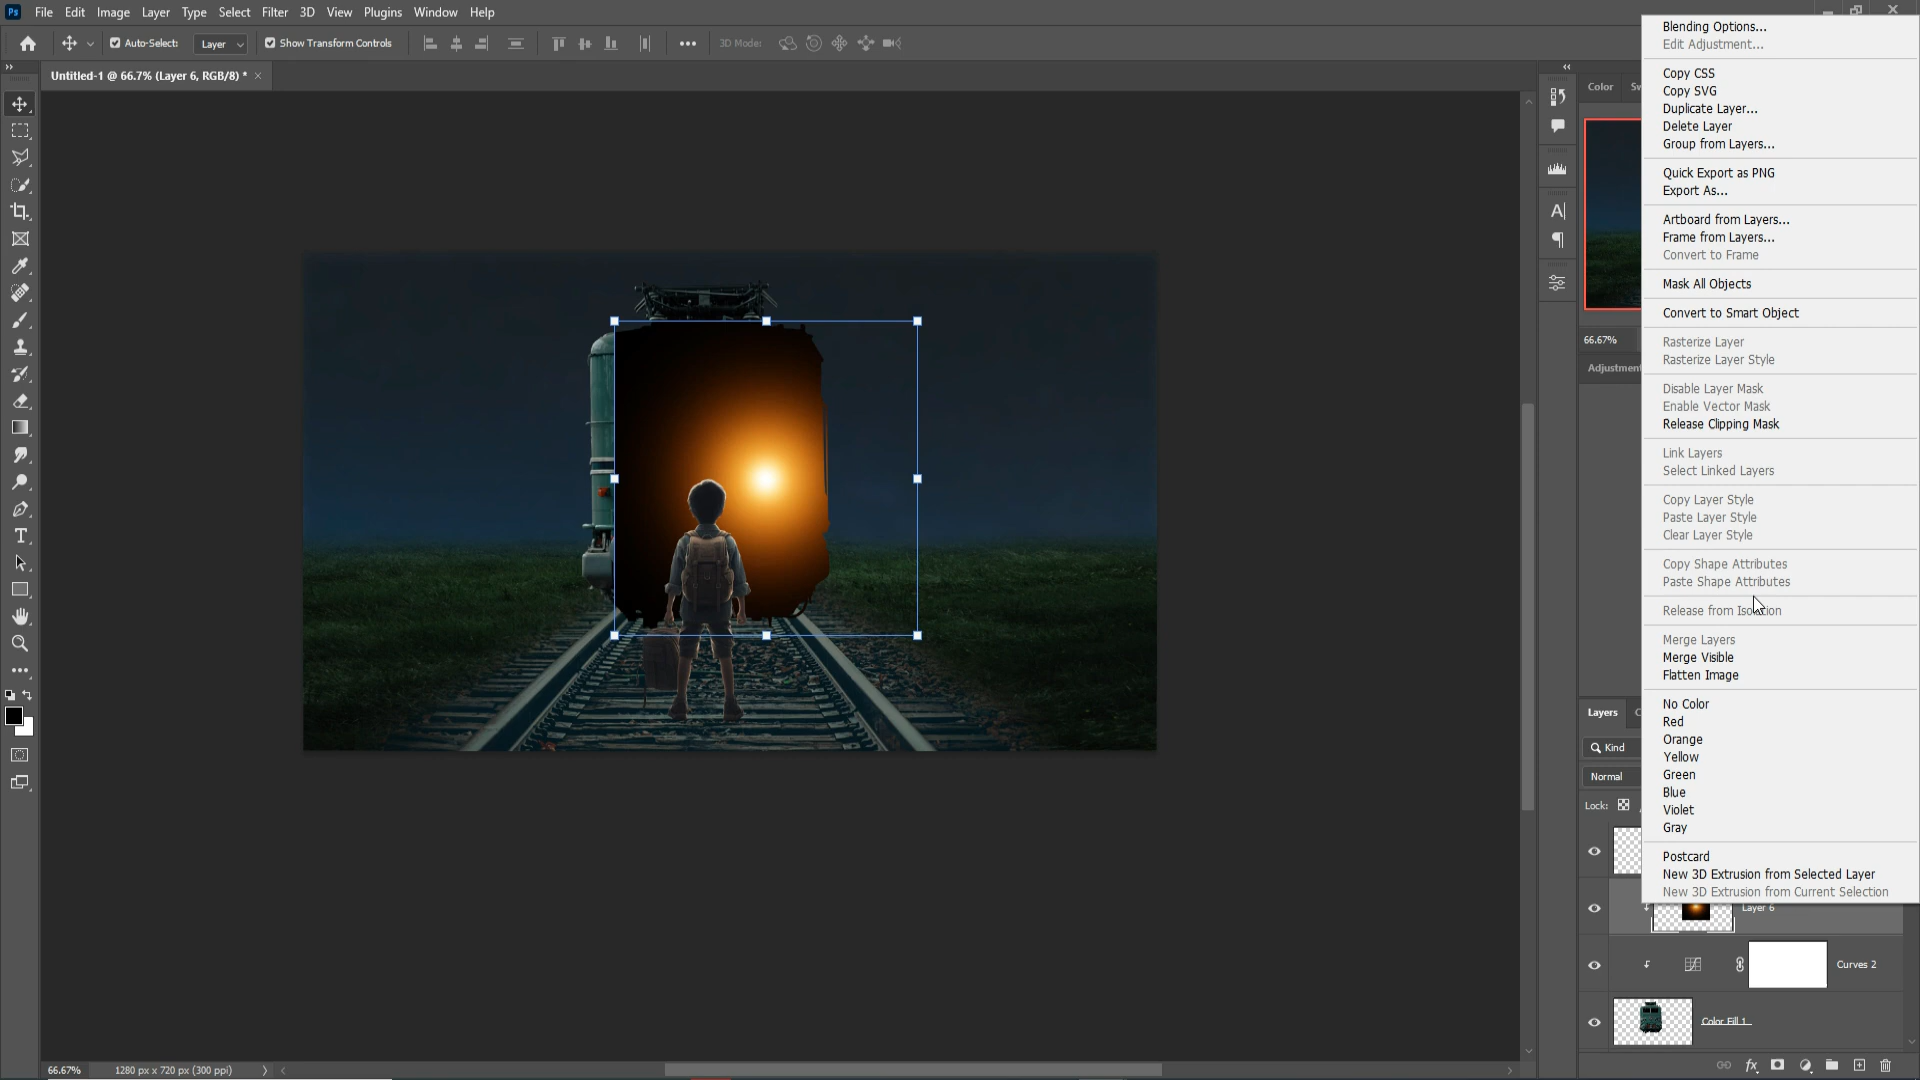 Ps File Edit Image Layer Type Select Filter 3D View Plugins Window Help
Auto-Select: Layer Show Transform Controls 3D Mode:
Untitled-1 @ 66.7% (Layer 6, RGB/8) *
Color
66.67%
Layers
Kind
Normal
Lock:
Blending Options...
Edit Adjustment...
Copy CSS
Copy SVG
Duplicate Layer...
Delete Layer
Group from Layers...
Quick Export as PNG
Export As...
Artboard from Layers...
Frame from Layers...
Convert to Frame
Mask All Objects
Convert to Smart Object
Rasterize Layer
Rasterize Layer Style
Disable Layer Mask
Enable Vector Mask
Release Clipping Mask
Link Layers
Select Linked Layers
Copy Layer Style
Paste Layer Style
Clear Layer Style
Copy Shape Attributes
Paste Shape Attributes
Merge Layers
Merge Visible
Flatten Image
No Color
Red
Orange
Yellow
Green
Blue
Violet
Gray
Postcard
New 3D Extrusion from Selected Layer
New 3D Extrusion from Current Selection
Layer 6
Curves 2
Color Fill 1
66.67% 1280 px x 720 px (300 ppi)